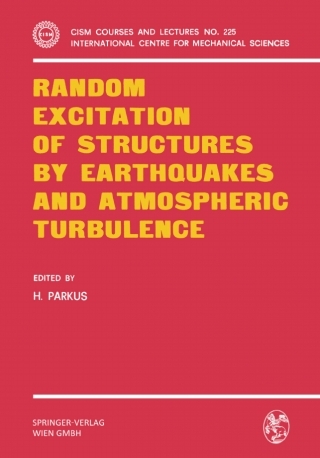 CISM
CISM COURSES AND LECTURES NO. 225
INTERNATIONAL CENTRE FOR MECHANICAL SCIENCES
RANDOM
EXCITATION
OF STRUCTURES
BY EARTHQUAKES
AND ATMOSPHERIC
TURBULENCE
EDITED BY
H. PARKUS
SPRINGER-VERLAG
WIEN GMBH